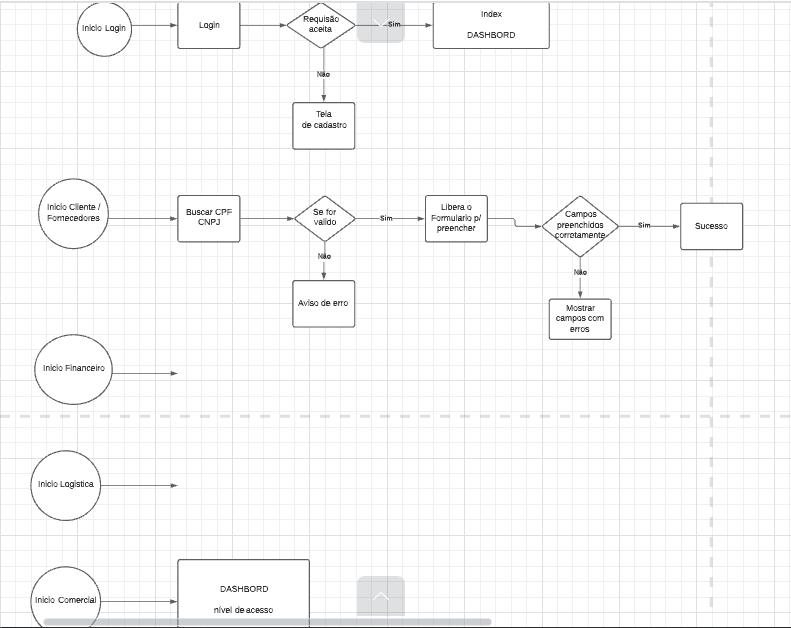 Inicio Login
Login
Requisão
aceita
Sim
Index
DASHBORD
Não
Tela
de cadastro
Inicio Cliente /
Fornecedores
Buscar CPF
CNPJ
Se for
valido
Sim
Libera o
Formulario p/
preencher
Campos
preenchidos
corretamente
Sim
Sucesso
Não
Aviso de erro
Não
Mostrar
campos com
erros
Inicio Financeiro
Inicio Logistica
Inicio Comercial
DASHBORD
nível de acesso